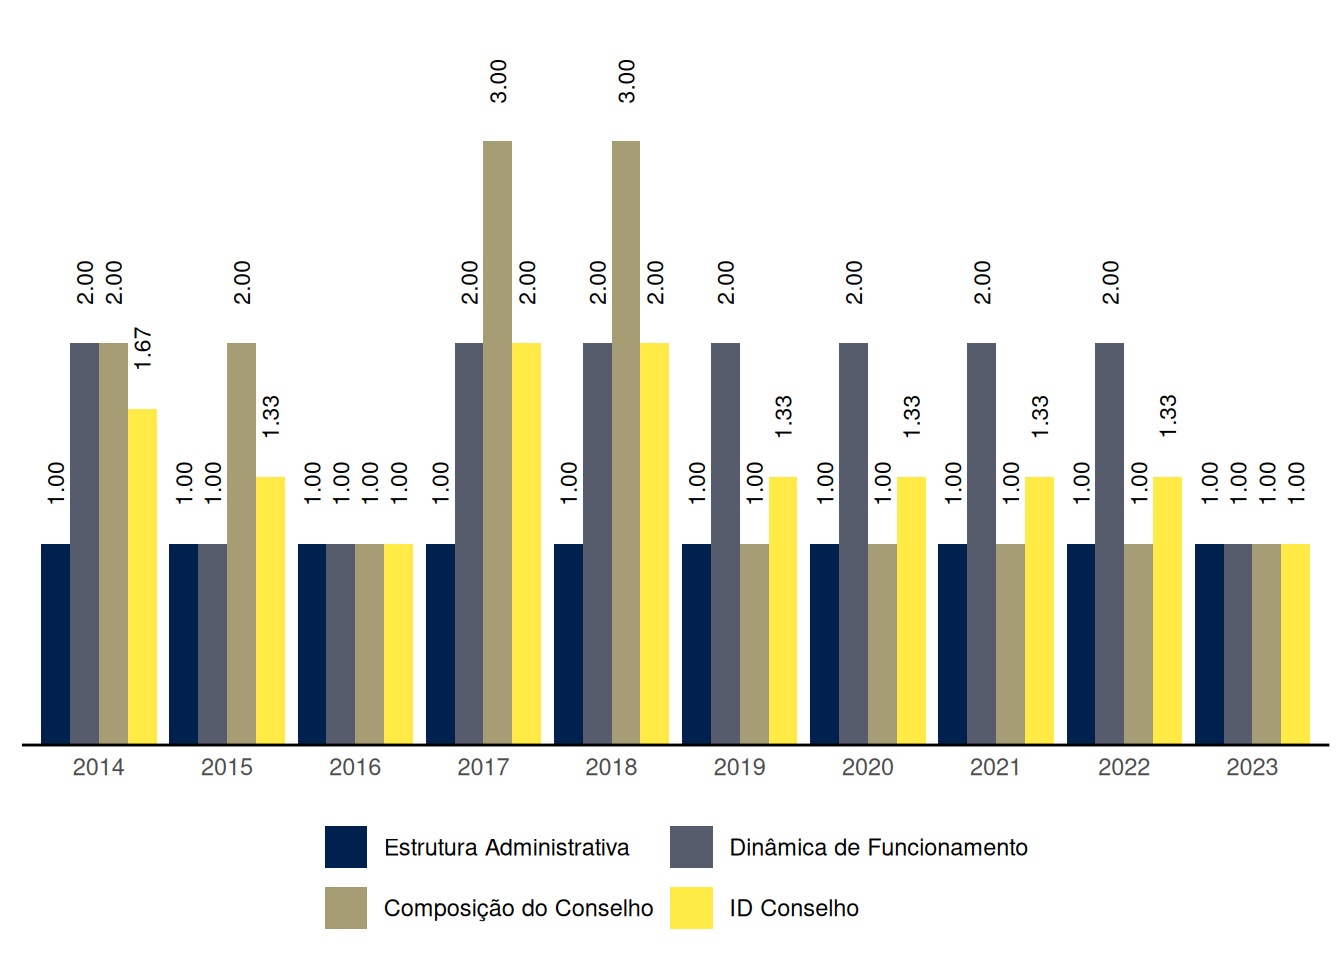 3.00 3.00
2.00 2.00 2.00 2.00 2.00 2.00 2.00 2.00 2.00 2.00 2.00
1.67
1.33 1.33 1.33 1.33 1.33
1.00 1.00 1.00 1.00 1.00 1.00 1.00 1.00 1.00 1.00 1.00 1.00 1.00 1.00 1.00 1.00 1.00 1.00 1.00 1.00 1.00
2014 2015 2016 2017 2018 2019 2020 2021 2022 2023
Estrutura Administrativa Dinâmica de Funcionamento
Composição do Conselho ID Conselho